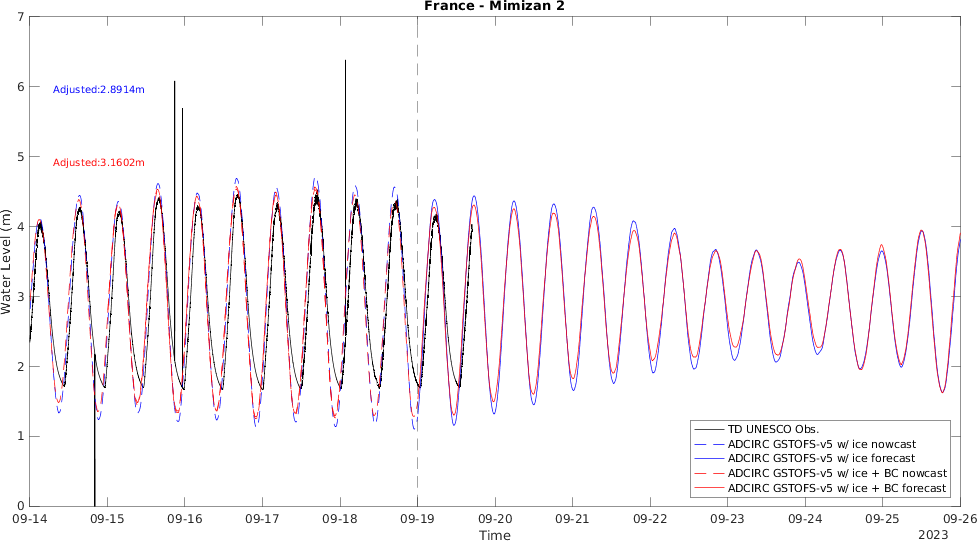 France - Mimizan 2
7
6
5
4
3
2
1
0
Water Level (m)
Adjusted:2.8914m
Adjusted:3.1602m
TD UNESCO Obs.
ADCIRC GSTOFS-v5 w/ ice nowcast
ADCIRC GSTOFS-v5 w/ ice forecast
ADCIRC GSTOFS-v5 w/ ice + BC nowcast
ADCIRC GSTOFS-v5 w/ ice + BC forecast
09-14 09-15 09-16 09-17 09-18 09-19 09-20 09-21 09-22 09-23 09-24 09-25 09-26
Time
2023